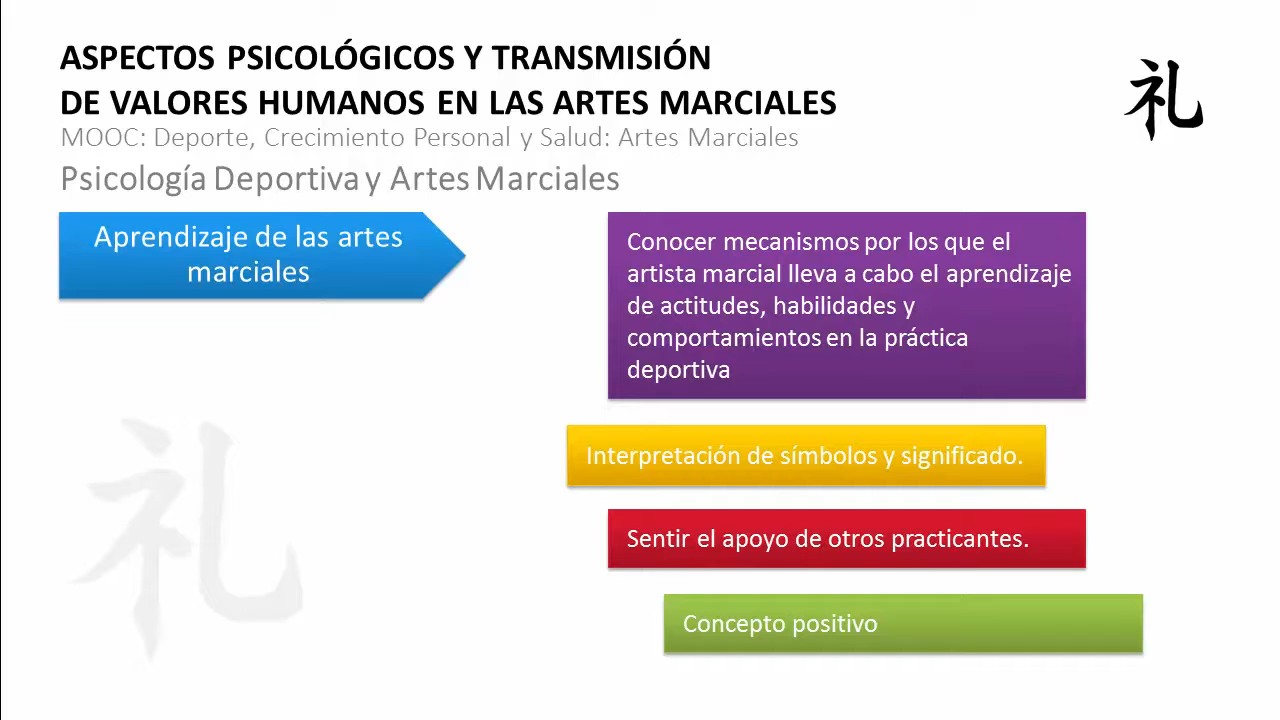 ASPECTOS PSICOLÓGICOS Y TRANSMISIÓN
DE VALORES HUMANOS EN LAS ARTES MARCIALES
礼
MOOC: Deporte, Crecimiento Personal y Salud: Artes Marciales
Psicología Deportiva y Artes Marciales
Aprendizaje de las artes
marciales
Conocer mecanismos por los que el
artista marcial lleva a cabo el aprendizaje
de actitudes, habilidades y
comportamientos en la práctica
deportiva
Interpretación de símbolos y significado.
Sentir el apoyo de otros practicantes.
Concepto positivo
礼